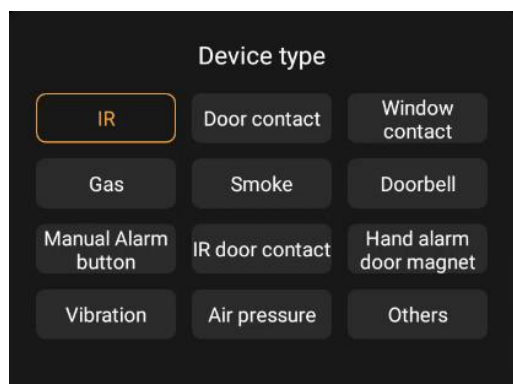 Device type
IR
Door contact
Window
contact
Gas
Smoke
Doorbell
Manual Alarm
button
IR door contact
Hand alarm
door magnet
Vibration
Air pressure
Others